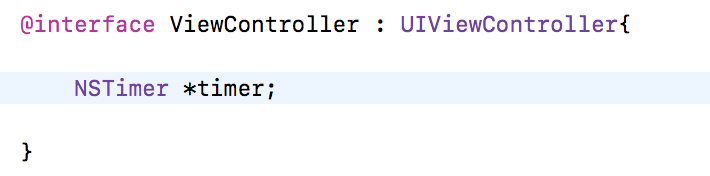 @interface ViewController : UIViewController{
NSTimer *timer;
}